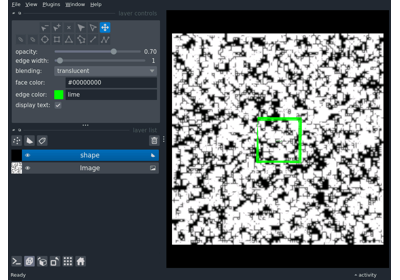 File View Plugins Window Help
layer controls
opacity: 0.70
edge width: 1
blending: translucent
face color: #00000000
edge color: lime
display text:
layer list
shape
Image
Ready
activity